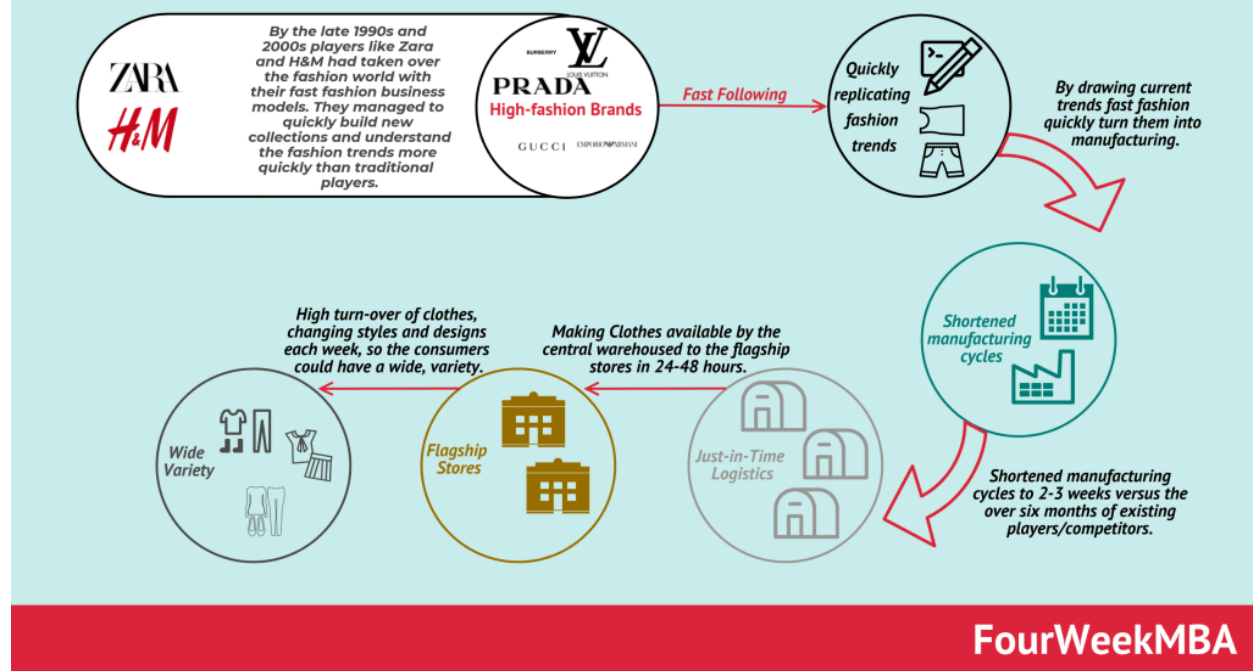 ZARA
H&M
By the late 1990s and
2000s players like Zara
and H&M had taken over
the fashion world with
their fast fashion business
models. They managed to
quickly build new
collections and understand
the fashion trends more
quickly than traditional
players.
BURBERRY
LV
LOUIS VUITTON
PRADA
High-fashion Brands
GUCCI
EMPORIO ARMANI
Fast Following
Quickly
replicating
fashion
trends
By drawing current
trends fast fashion
quickly turn them into
manufacturing.
Shortened
manufacturing
cycles
Shortened manufacturing
cycles to 2-3 weeks versus the
over six months of existing
players/competitors.
Just-in-Time
Logistics
Making Clothes available by the
central warehoused to the flagship
stores in 24-48 hours.
Flagship
Stores
High turn-over of clothes,
changing styles and designs
each week, so the consumers
could have a wide, variety.
Wide
Variety
FourWeekMBA